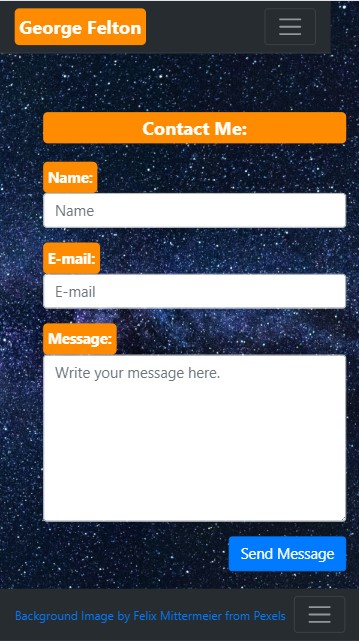 George Felton
Contact Me:
Name:
Name
E-mail:
E-mail
Message:
Write your message here.
Send Message
Background Image by Felix Mittermeier from Pexels